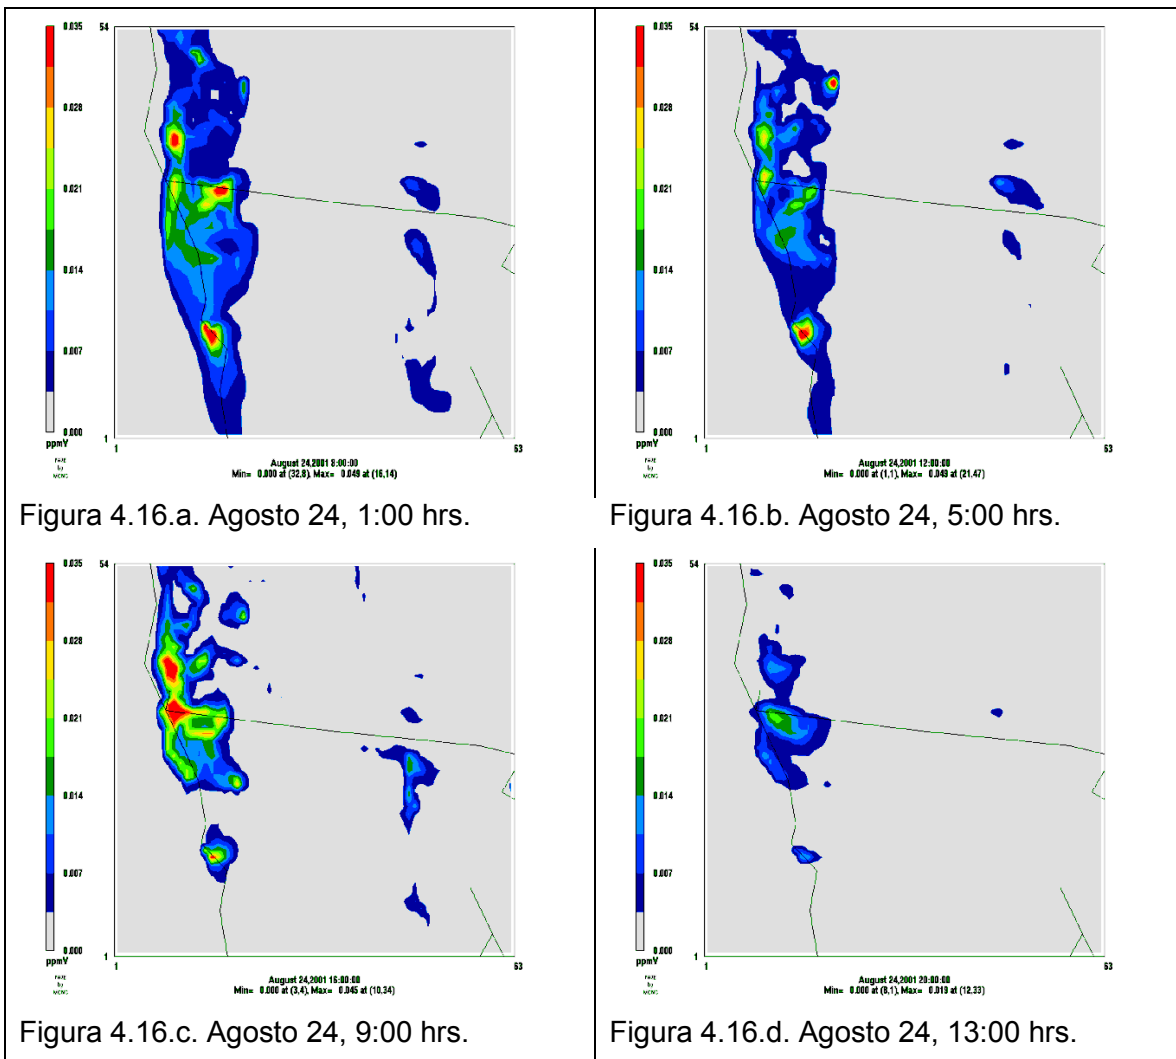 0.035
54
0.028
0.021
0.014
0.007
0.000
ppmV
1
1
53
August 24,2001 8:00:00
Min= 0.000 at (32,8), Max= 0.049 at (16,14)
Figura 4.16.a. Agosto 24, 1:00 hrs.
0.035
54
0.028
0.021
0.014
0.007
0.000
ppmV
1
1
53
August 24,2001 12:00:00
Min= 0.000 at (1,1), Max= 0.049 at (21,47)
Figura 4.16.b. Agosto 24, 5:00 hrs.
0.035
54
0.028
0.021
0.014
0.007
0.000
ppmV
1
1
53
August 24,2001 16:00:00
Min= 0.000 at (3,4), Max= 0.045 at (10,34)
Figura 4.16.c. Agosto 24, 9:00 hrs.
0.035
54
0.028
0.021
0.014
0.007
0.000
ppmV
1
1
53
August 24,2001 20:00:00
Min= 0.000 at (8,1), Max= 0.019 at (12,33)
Figura 4.16.d. Agosto 24, 13:00 hrs.